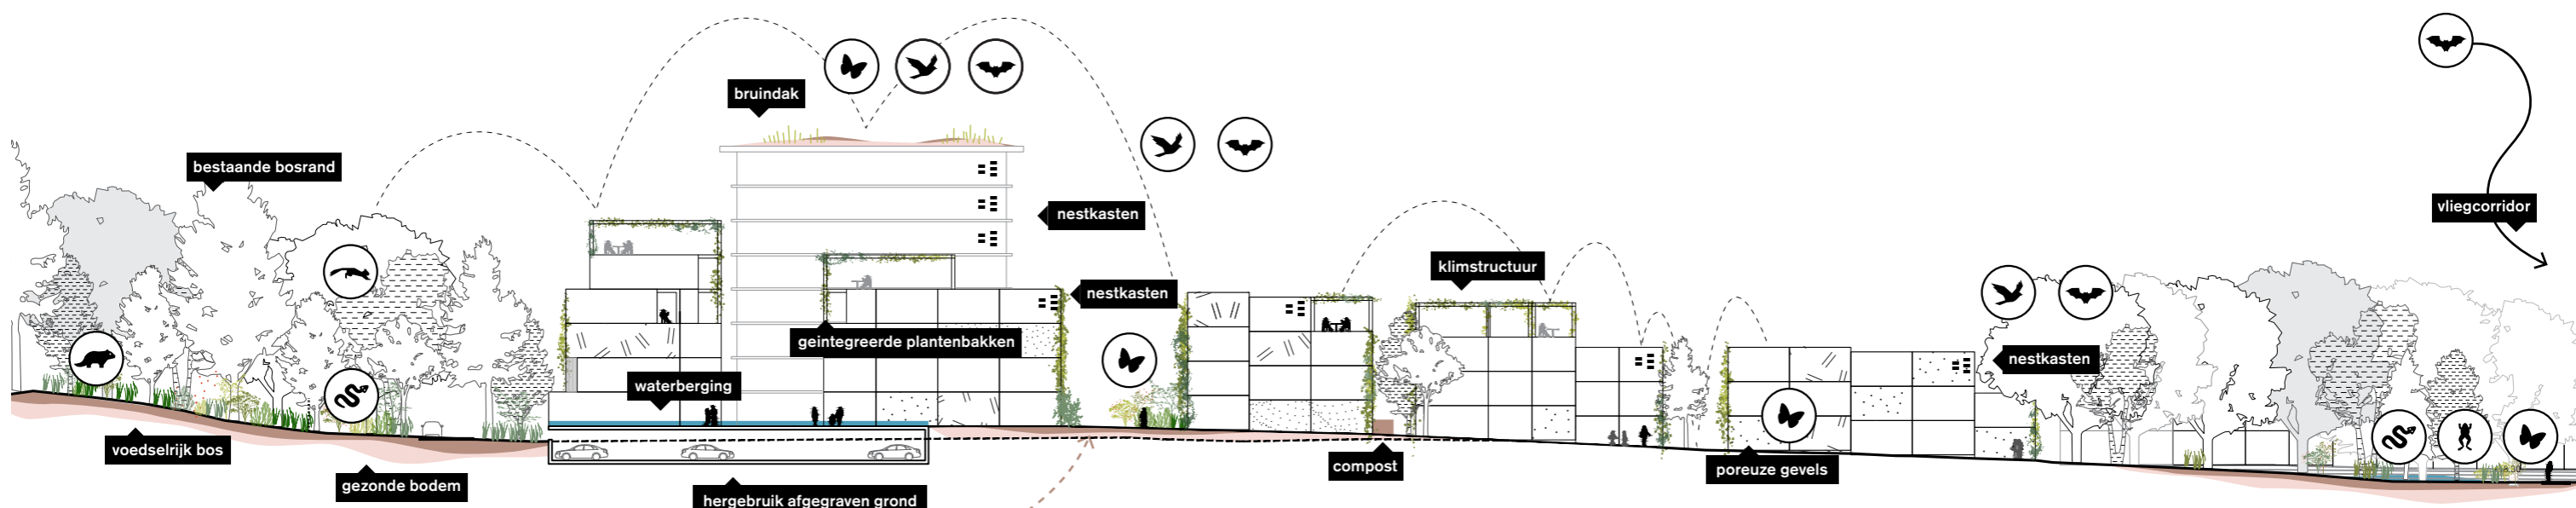 bruindak
bestaande bosrand
nestkasten
vliegcorridor
klimstructuur
nestkasten
geintegreerde plantenbakken
nestkasten
waterberging
voedselrijk bos
compost
poreuze gevels
gezonde bodem
hergebruik afgegraven grond